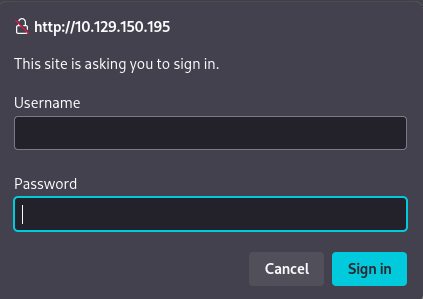 http://10.129.150.195
This site is asking you to sign in.
Username
Password
Cancel
Sign in